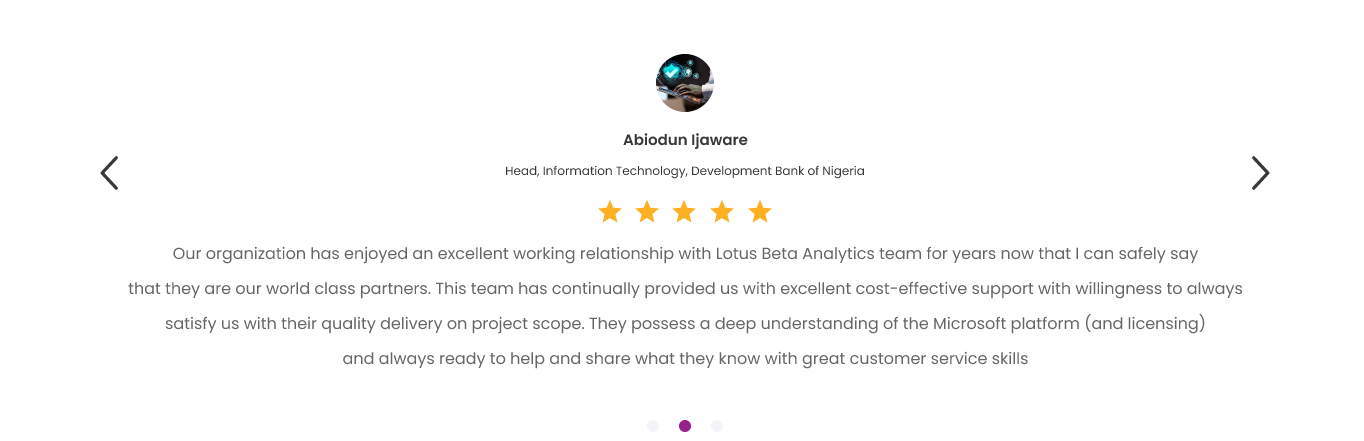 Abiodun Ijaware
Head, Information Technology, Development Bank of Nigeria
Our organization has enjoyed an excellent working relationship with Lotus Beta Analytics team for years now that I can safely say
that they are our world class partners. This team has continually provided us with excellent cost-effective support with willingness to always
satisfy us with their quality delivery on project scope. They possess a deep understanding of the Microsoft platform (and licensing)
and always ready to help and share what they know with great customer service skills